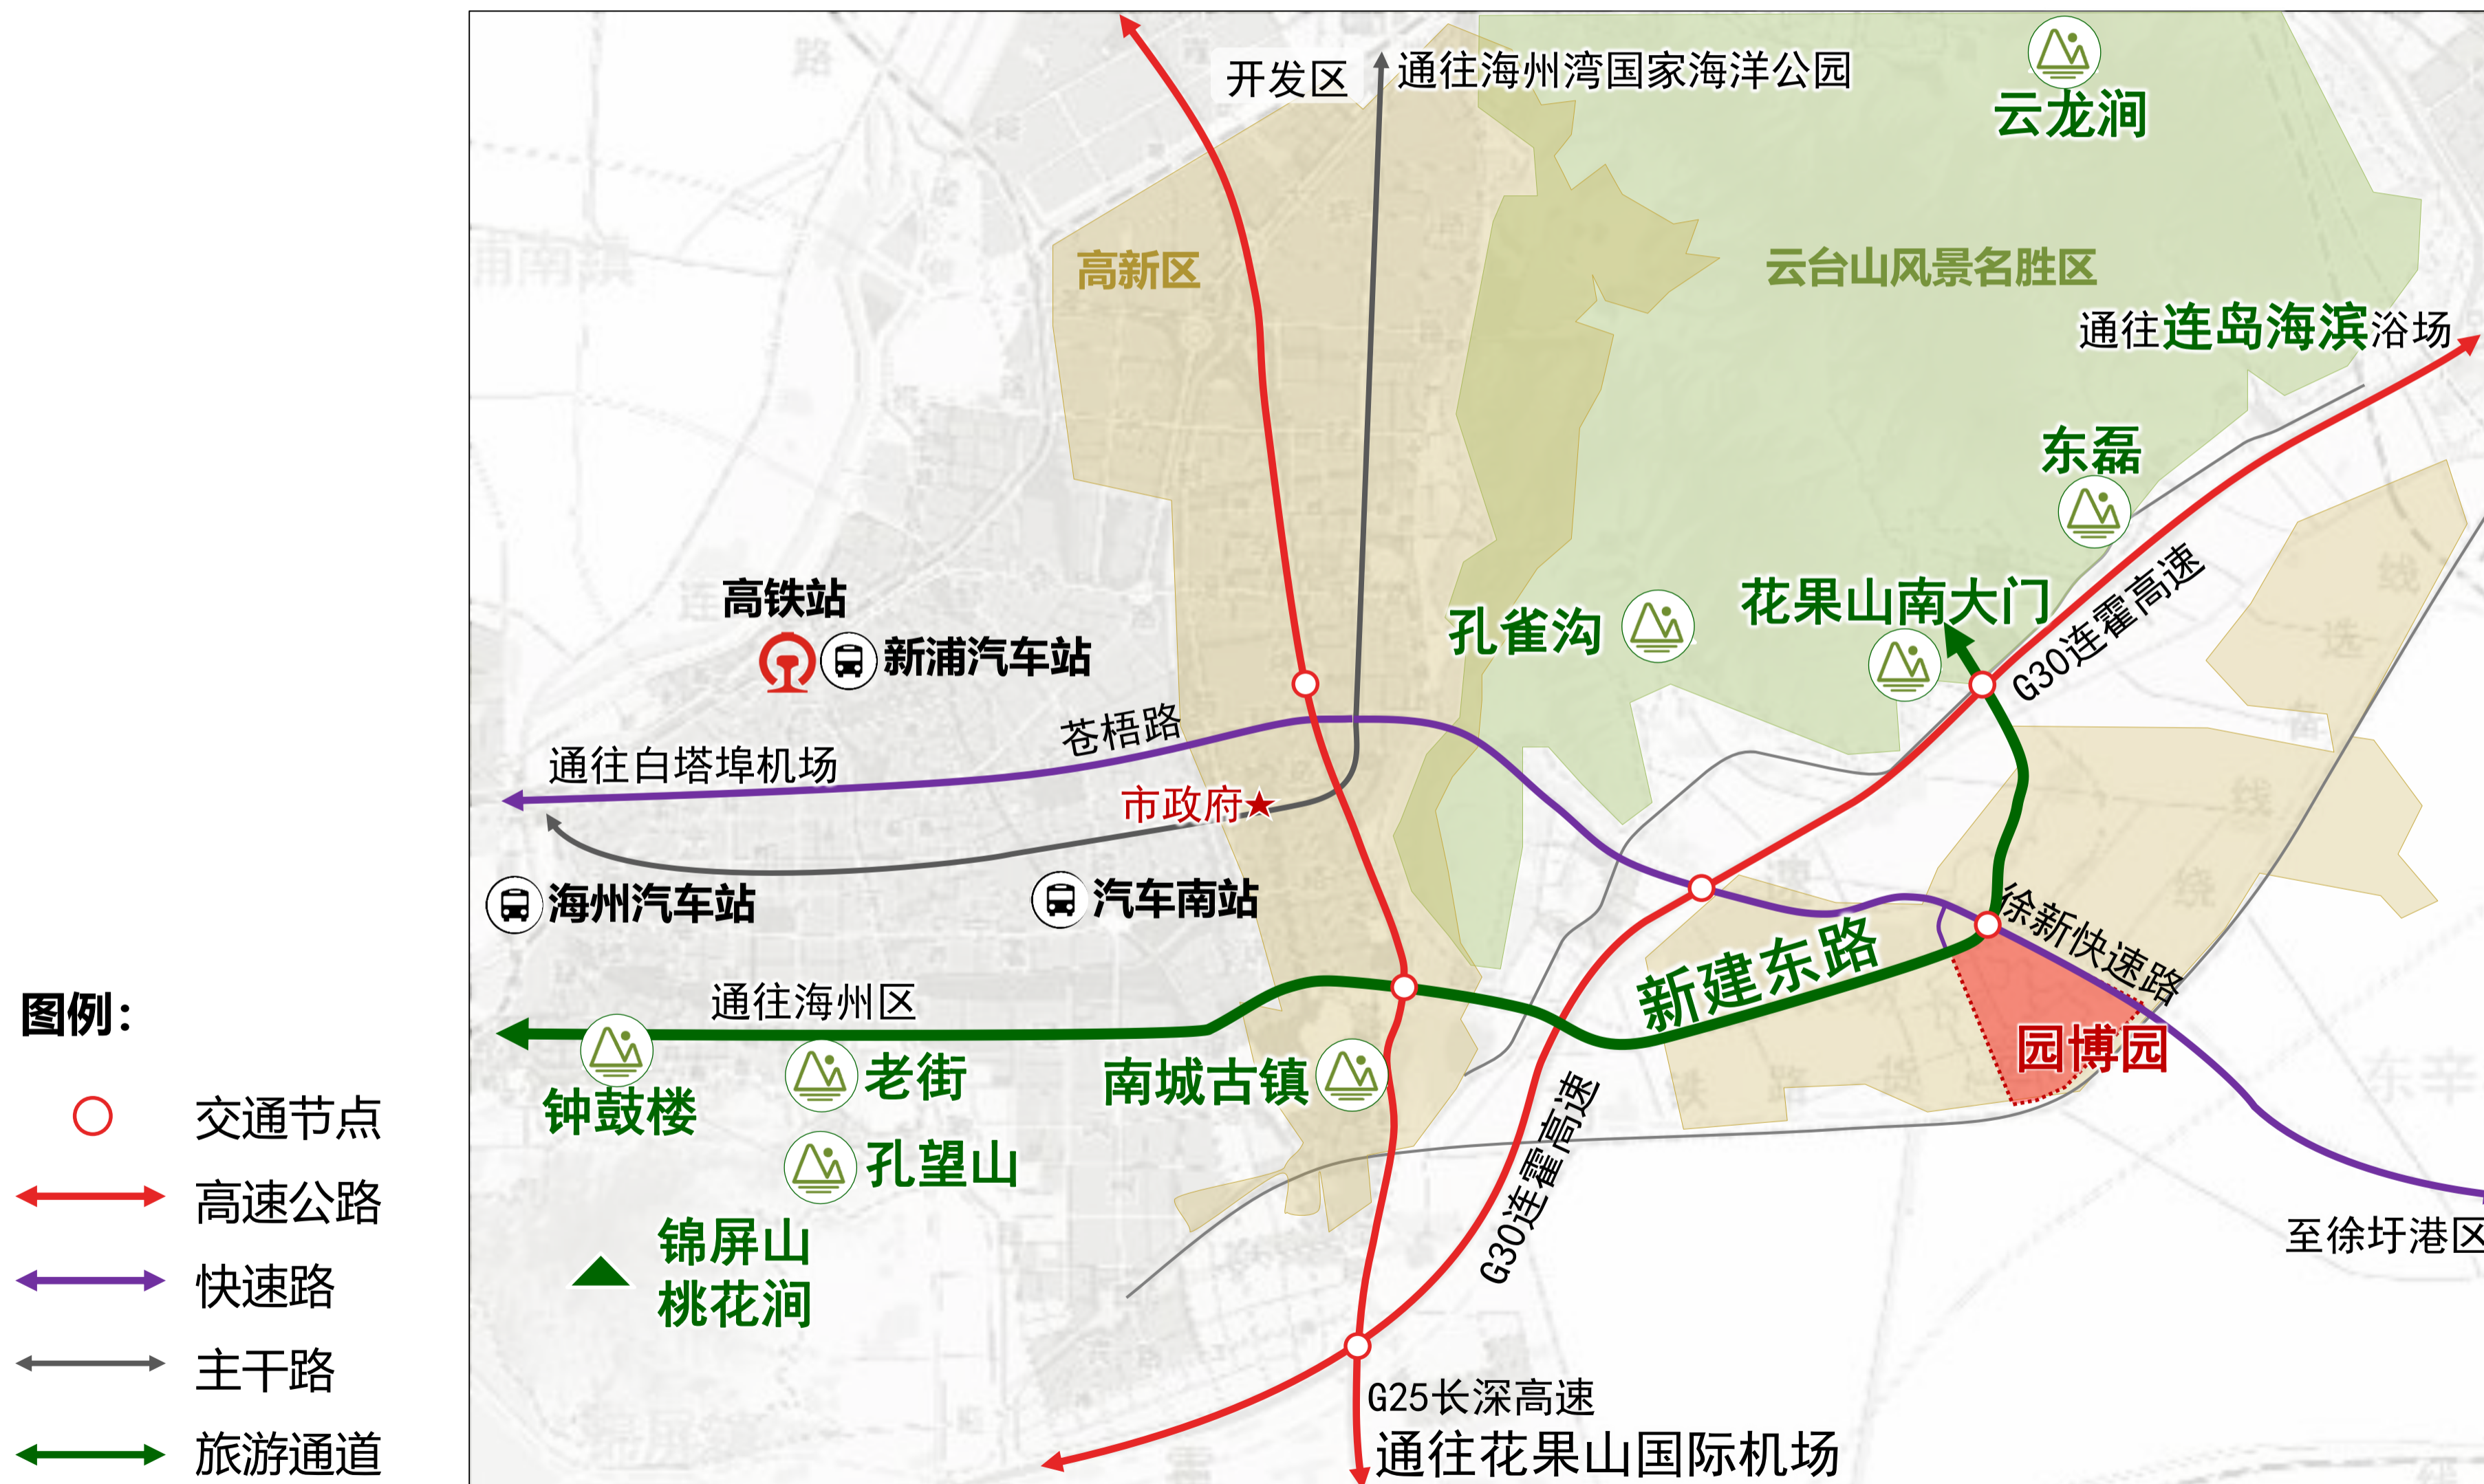 开发区
通往海州湾国家海洋公园
云龙涧
高新区
云台山风景名胜区
通往连岛海滨浴场
东磊
高铁站
新浦汽车站
孔雀沟
花果山南大门
G30连霍高速
苍梧路
通往白塔埠机场
市政府
海州汽车站
汽车南站
徐新快速路
新建东路
通往海州区
园博园
钟鼓楼
老街
南城古镇
孔望山
G30连霍高速
锦屏山
桃花涧
至徐圩港区
G25长深高速
通往花果山国际机场
图例：
交通节点
高速公路
快速路
主干路
旅游通道